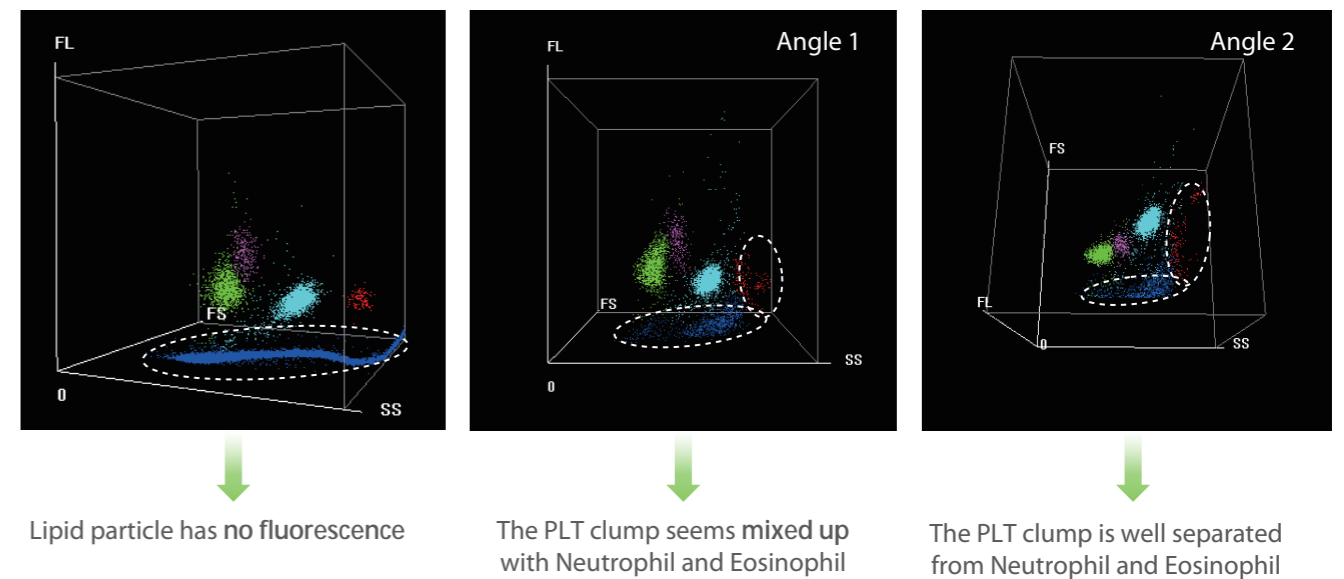 FL
FS
0
SS
Angle 1
FL
FS
0
SS
Angle 2
FS
FL
0
SS
Lipid particle has no fluorescence
The PLT clump seems mixed up
with Neutrophil and Eosinophil
The PLT clump is well separated
from Neutrophil and Eosinophil